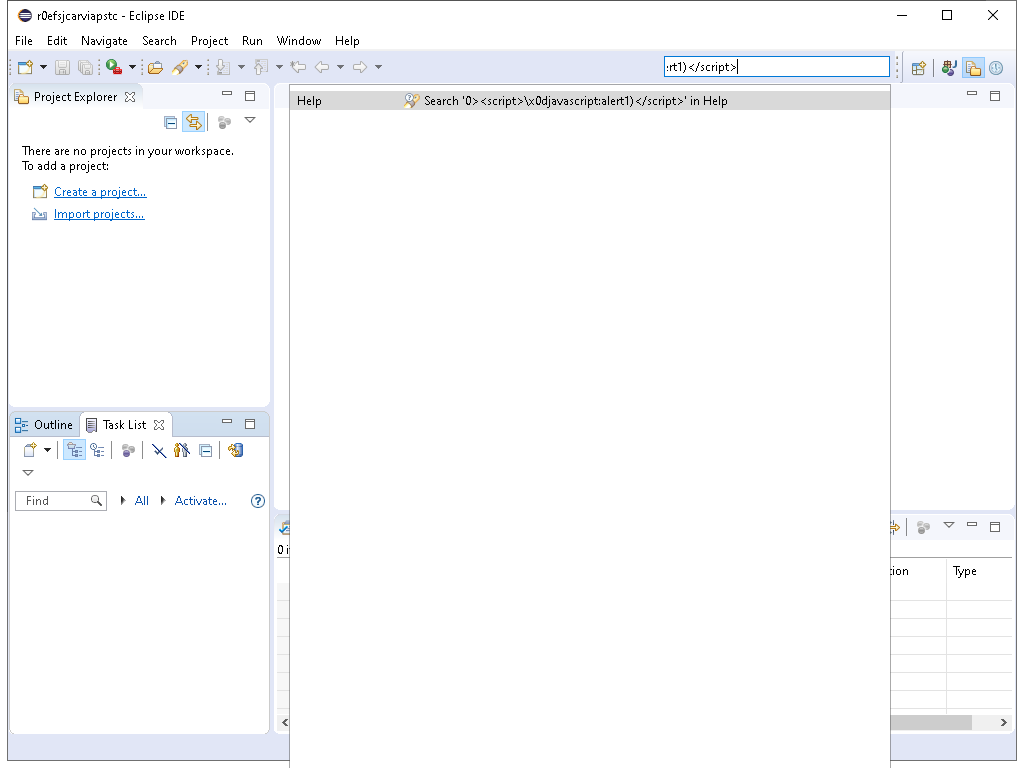 r0efsjcarviapstc - Eclipse IDE
File Edit Navigate Search Project Run Window Help
:rt1)</script>
Project Explorer
Help Search '0><script>\x0djavascript:alert1)</script>' in Help
There are no projects in your workspace.
To add a project:
Create a project...
Import projects...
Outline Task List
Find All Activate...
0 i
tion Type